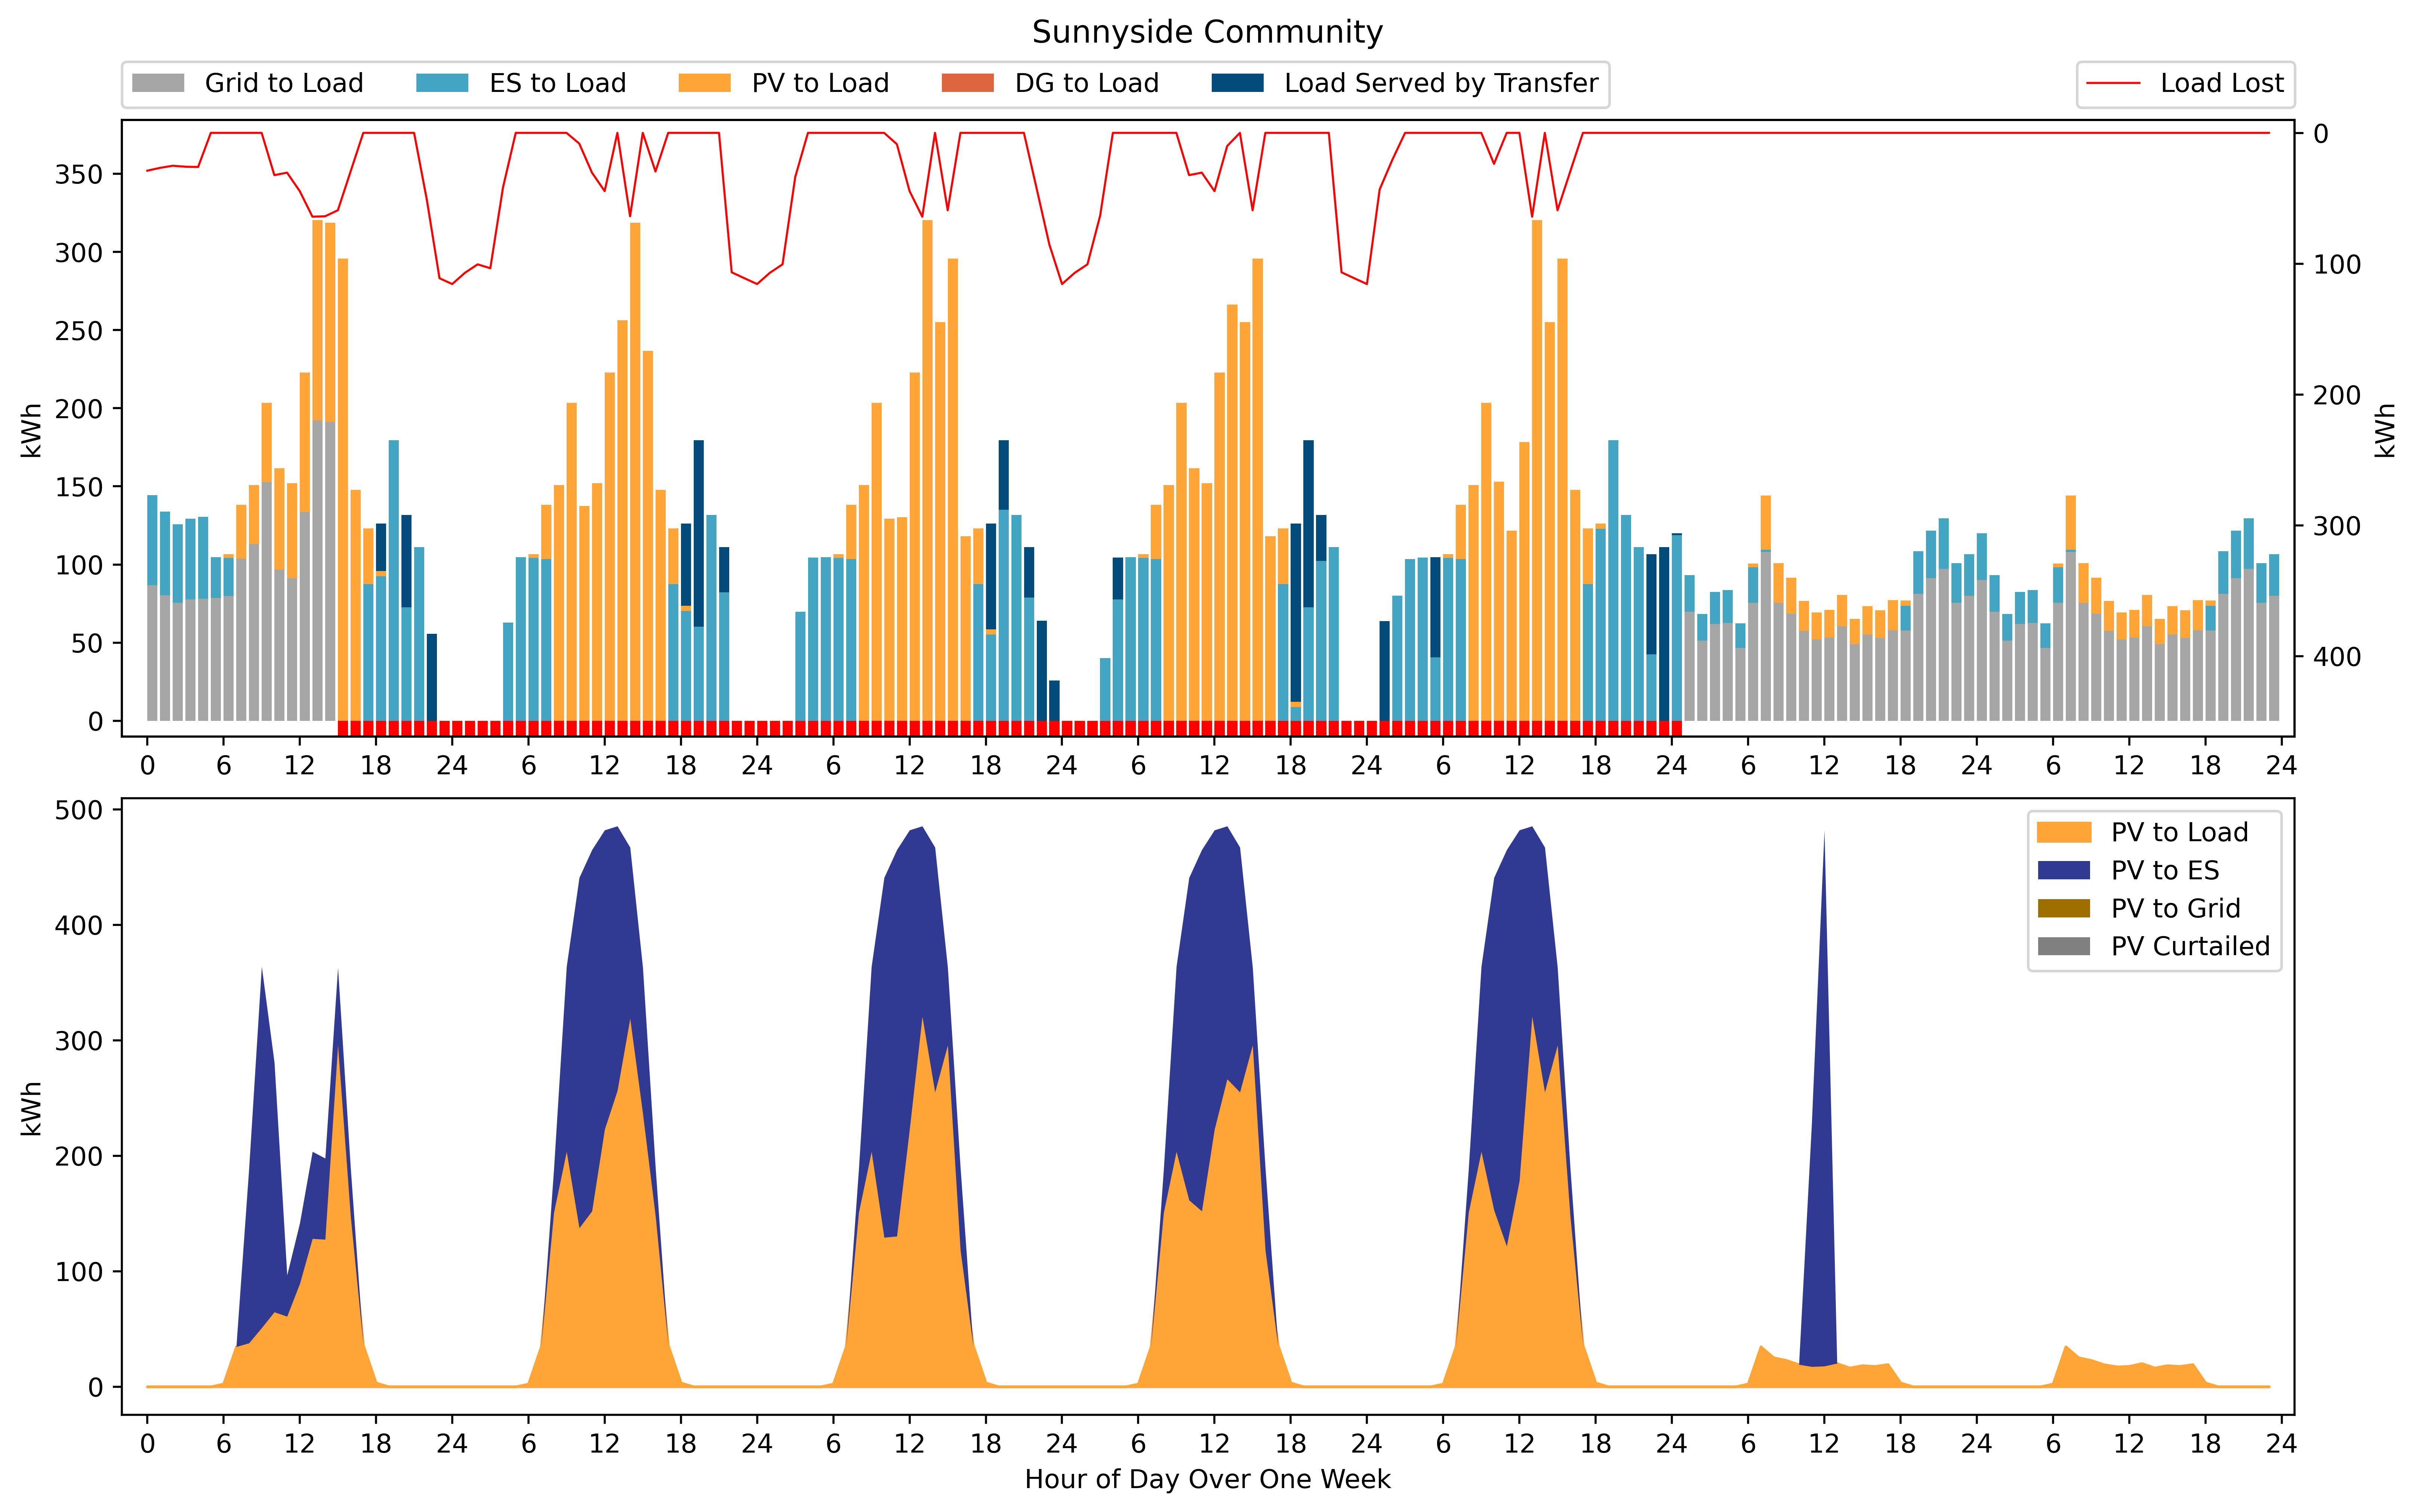 Sunnyside Community
Grid to Load ES to Load PV to Load DG to Load Load Served by Transfer Load Lost
350
300
250
200
150
100
50
0
kWh
0
100
200
300
400
kWh
0 6 12 18 24 6 12 18 24 6 12 18 24 6 12 18 24 6 12 18 24 6 12 18 24 6 12 18 24
500
400
300
200
100
0
kWh
PV to Load
PV to ES
PV to Grid
PV Curtailed
0 6 12 18 24 6 12 18 24 6 12 18 24 6 12 18 24 6 12 18 24 6 12 18 24 6 12 18 24
Hour of Day Over One Week